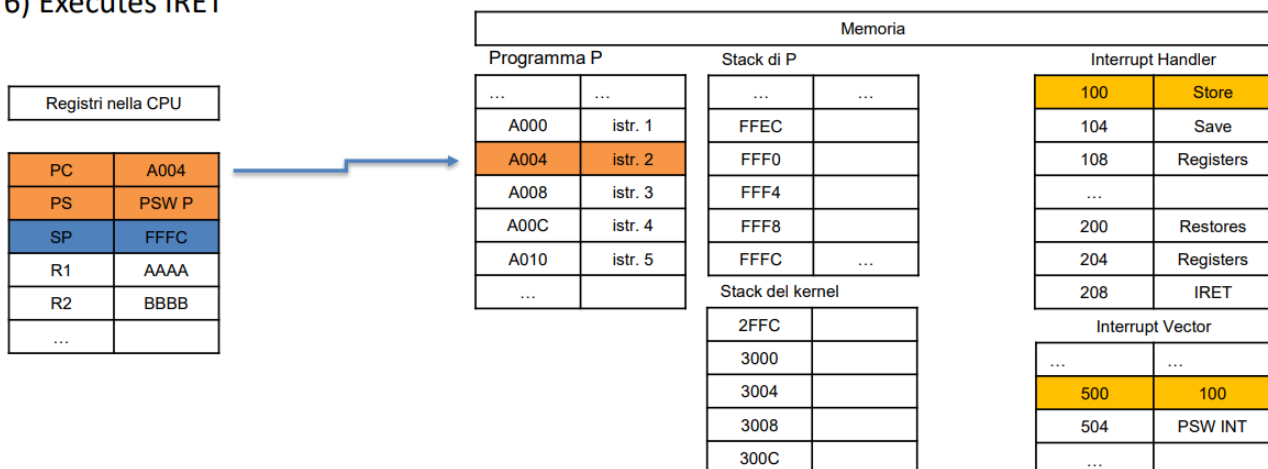 6) Executes IRET
Memoria
Registri nella CPU
PC A004
PS PSW P
SP FFFC
R1 AAAA
R2 BBBB
…
Programma P
… …
A000 istr. 1
A004 istr. 2
A008 istr. 3
A00C istr. 4
A010 istr. 5
…
Stack di P
… …
FFEC
FFF0
FFF4
FFF8
FFFC …
Stack del kernel
2FFC
3000
3004
3008
300C
Interrupt Handler
100 Store
104 Save
108 Registers
…
200 Restores
204 Registers
208 IRET
Interrupt Vector
… …
500 100
504 PSW INT
…